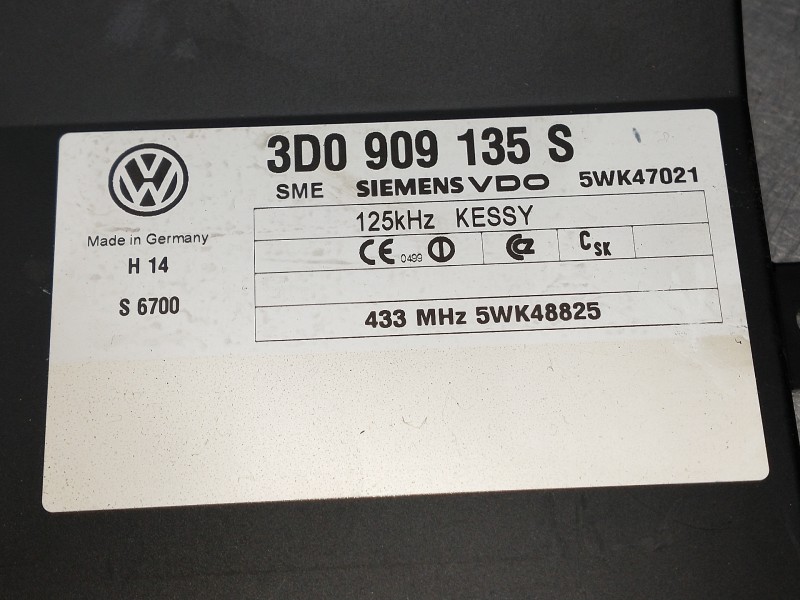 3D0 909 135 S
SME SIEMENS VDO 5WK47021
125kHz KESSY
Made in Germany
CE 0499
CZ
CSK
H 14
S 6700
433 MHz 5WK48825